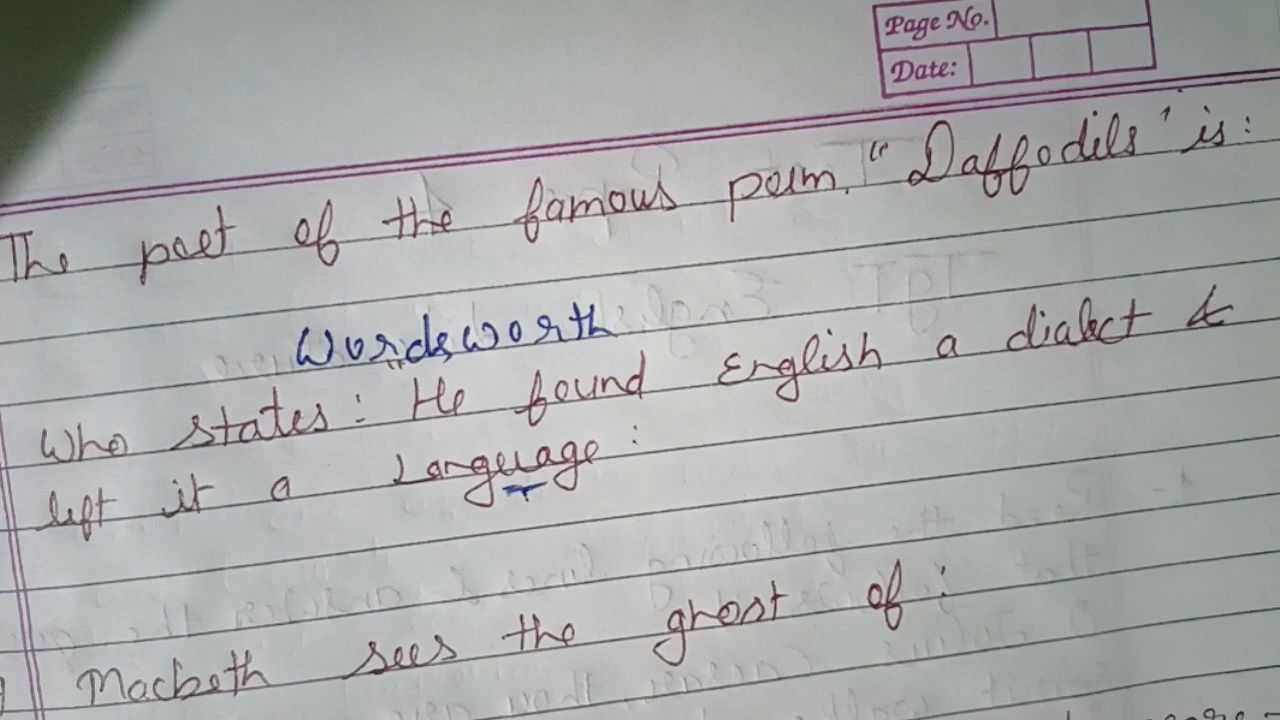 Page No.
Date:
The poet of the famous poem. "Daffodils" is:
Wordsworth
Who states: He found English a dialect &
left it a Language:
Macbeth sees the ghost of: